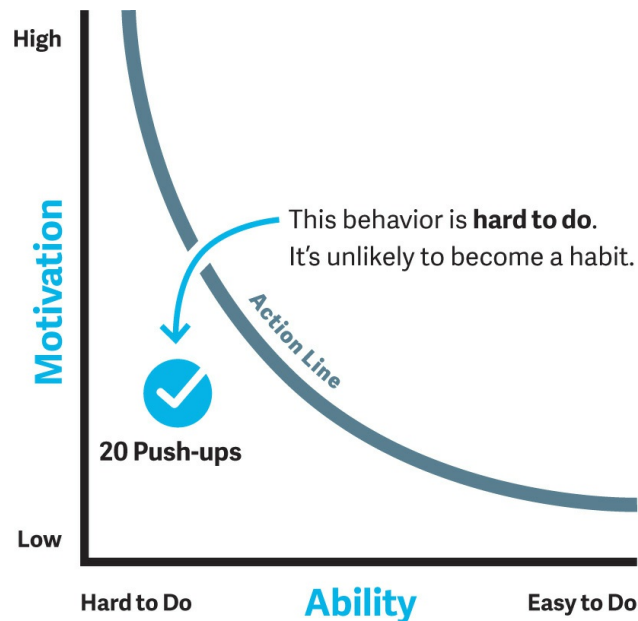 High
This behavior is hard to do.
It's unlikely to become a habit.
Motivation
Action Line
20 Push-ups
Low
Hard to Do
Ability
Easy to Do